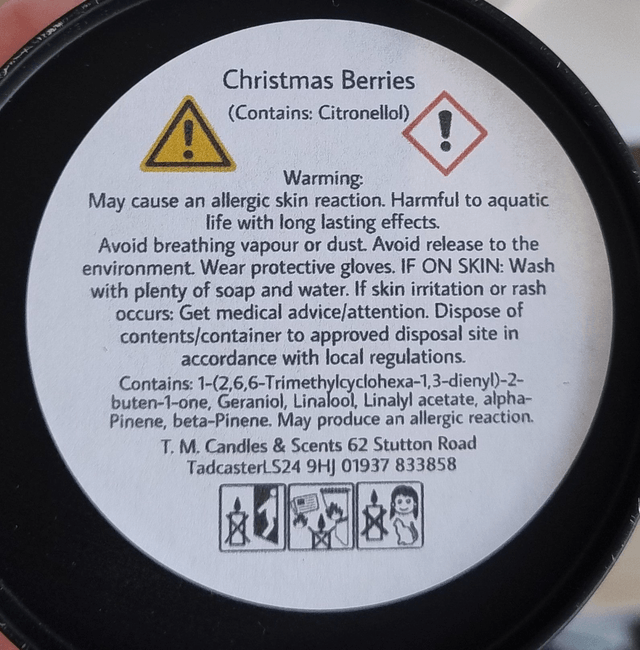 Christmas Berries
(Contains: Citronellol)
Warning:
May cause an allergic skin reaction. Harmful to aquatic
life with long lasting effects.
Avoid breathing vapour or dust. Avoid release to the
environment. Wear protective gloves. IF ON SKIN: Wash
with plenty of soap and water. If skin irritation or rash
occurs: Get medical advice/attention. Dispose of
contents/container to approved disposal site in
accordance with local regulations.
Contains: 1-(2,6,6-Trimethylcyclohexa-1,3-dienyl)-2-
buten-1-one, Geraniol, Linalool, Linalyl acetate, alpha-
Pinene, beta-Pinene. May produce an allergic reaction.
T. M. Candles & Scents 62 Stutton Road
TadcasterLS24 9HJ 01937 833858